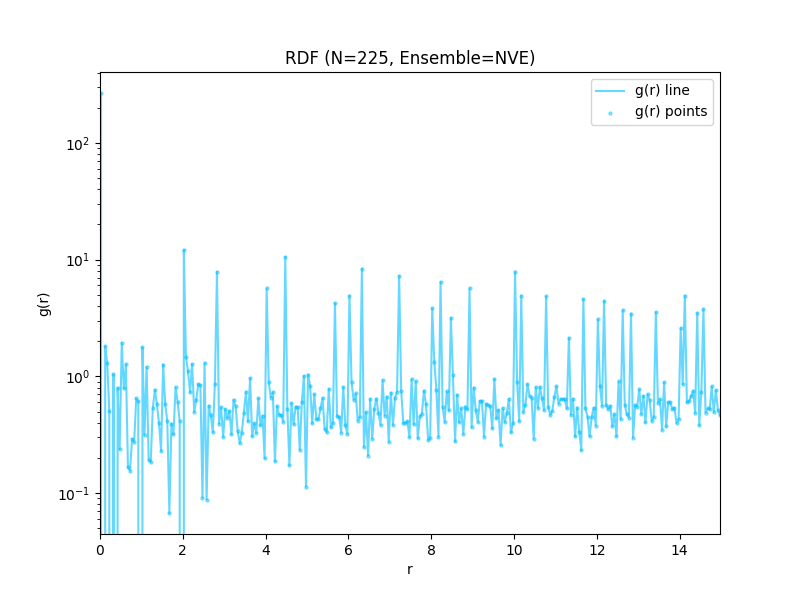 RDF (N=225, Ensemble=NVE)
g(r) line
g(r) points
g(r)
10²
10¹
10⁰
10⁻¹
0 2 4 6 8 10 12 14
r